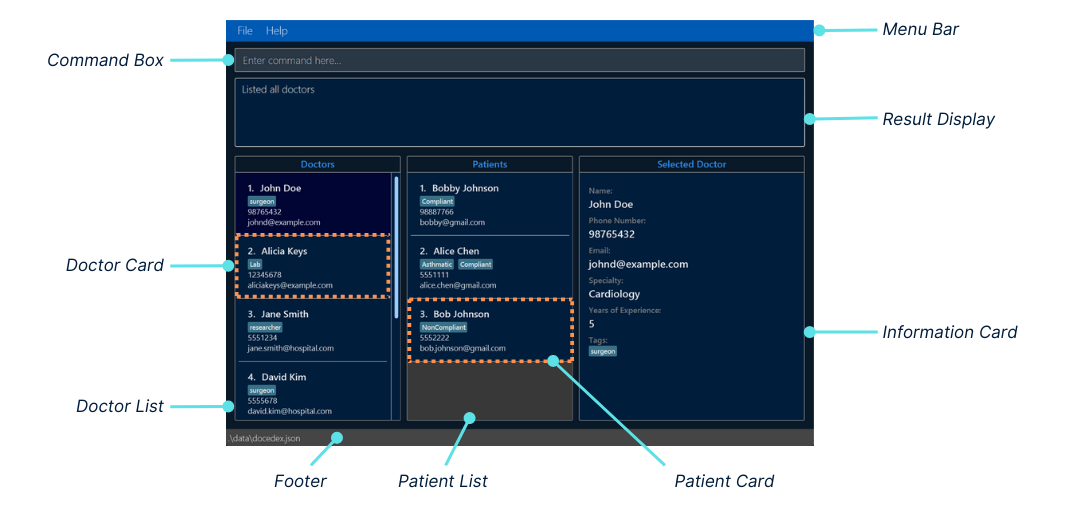 File Help
Menu Bar
Command Box
Enter command here...
Listed all doctors
Result Display
Doctors
1. John Doe
surgeon
98765432
johnd@example.com
2. Alicia Keys
Lab
12345678
aliciakeys@example.com
3. Jane Smith
researcher
5551234
jane.smith@hospital.com
4. David Kim
surgeon
5555678
david.kim@hospital.com
Patients
1. Bobby Johnson
Compliant
98887766
bobby@gmail.com
2. Alice Chen
Asthmatic Compliant
5551111
alice.chen@gmail.com
3. Bob Johnson
NonCompliant
5552222
bob.johnson@gmail.com
Selected Doctor
Name:
John Doe
Phone Number:
98765432
Email:
johnd@example.com
Specialty:
Cardiology
Years of Experience:
5
Tags:
surgeon
Doctor Card
Information Card
Doctor List
.\data\docedex.json
Footer
Patient List
Patient Card